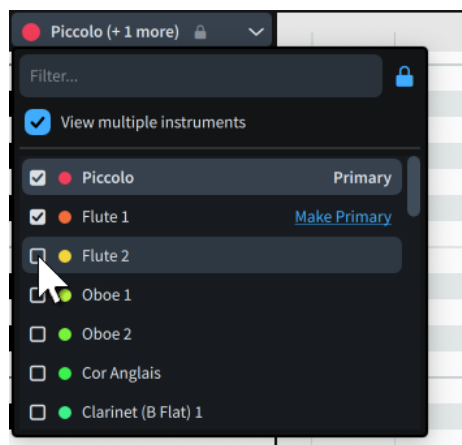 Piccolo (+ 1 more)
Filter...
View multiple instruments
Piccolo Primary
Flute 1 Make Primary
Flute 2
Oboe 1
Oboe 2
Cor Anglais
Clarinet (B Flat) 1